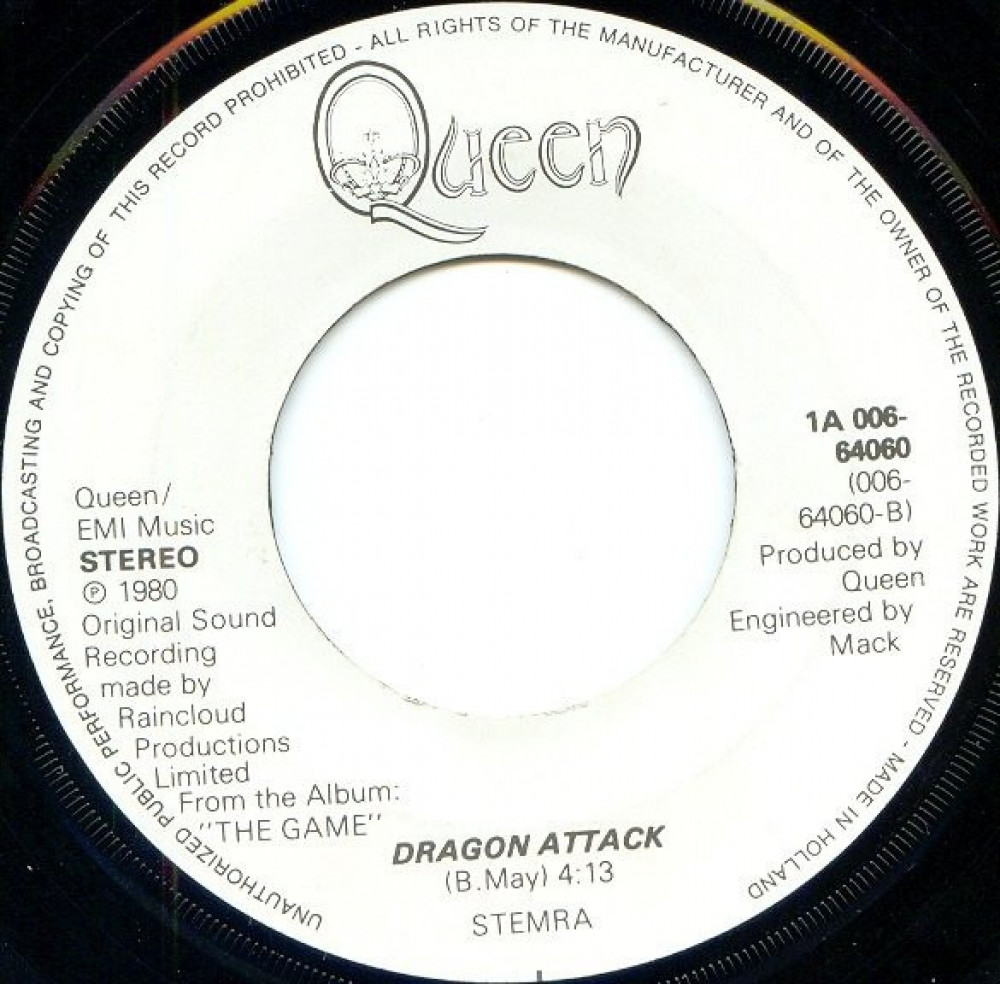 UNAUTHORIZED PUBLIC PERFORMANCE, BROADCASTING AND COPYING OF THIS RECORD PROHIBITED - ALL RIGHTS OF THE MANUFACTURER AND OF THE OWNER OF THE RECORDED WORK ARE RESERVED - MADE IN HOLLAND
Queen
1A 006-
64060
(006-
64060-B)
Produced by
Queen
Engineered by
Mack
Queen/
EMI Music
STEREO
Ⓟ 1980
Original Sound
Recording
made by
Raincloud
Productions
Limited
From the Album:
"THE GAME"
DRAGON ATTACK
(B.May) 4:13
STEMRA